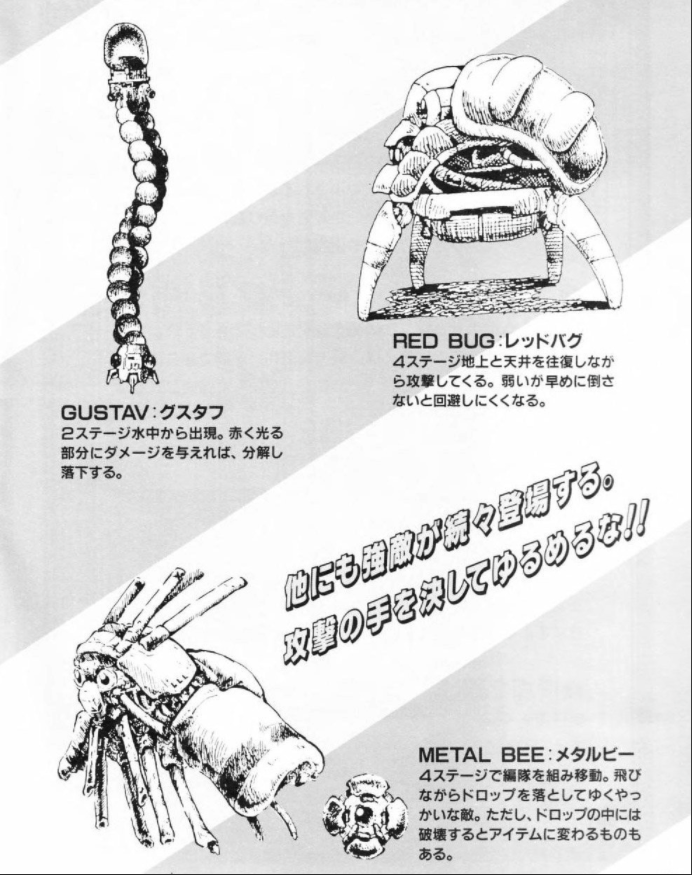 GUSTAV:グスタフ
2ステージ水中から出現。赤く光る
部分にダメージを与えれば、分解し
落下する。
RED BUG:レッドバグ
4ステージ地上と天井を往復しなが
ら攻撃してくる。弱いが早めに倒さ
ないと回避しにくくなる。
他にも強敵が続々登場する。
攻撃の手を決してゆるめるな!!
METAL BEE:メタルビー
4ステージで編隊を組み移動。飛び
ながらドロップを落としてゆくやっ
かいな敵。ただし、ドロップの中には
破壊するとアイテムに変わるものも
ある。